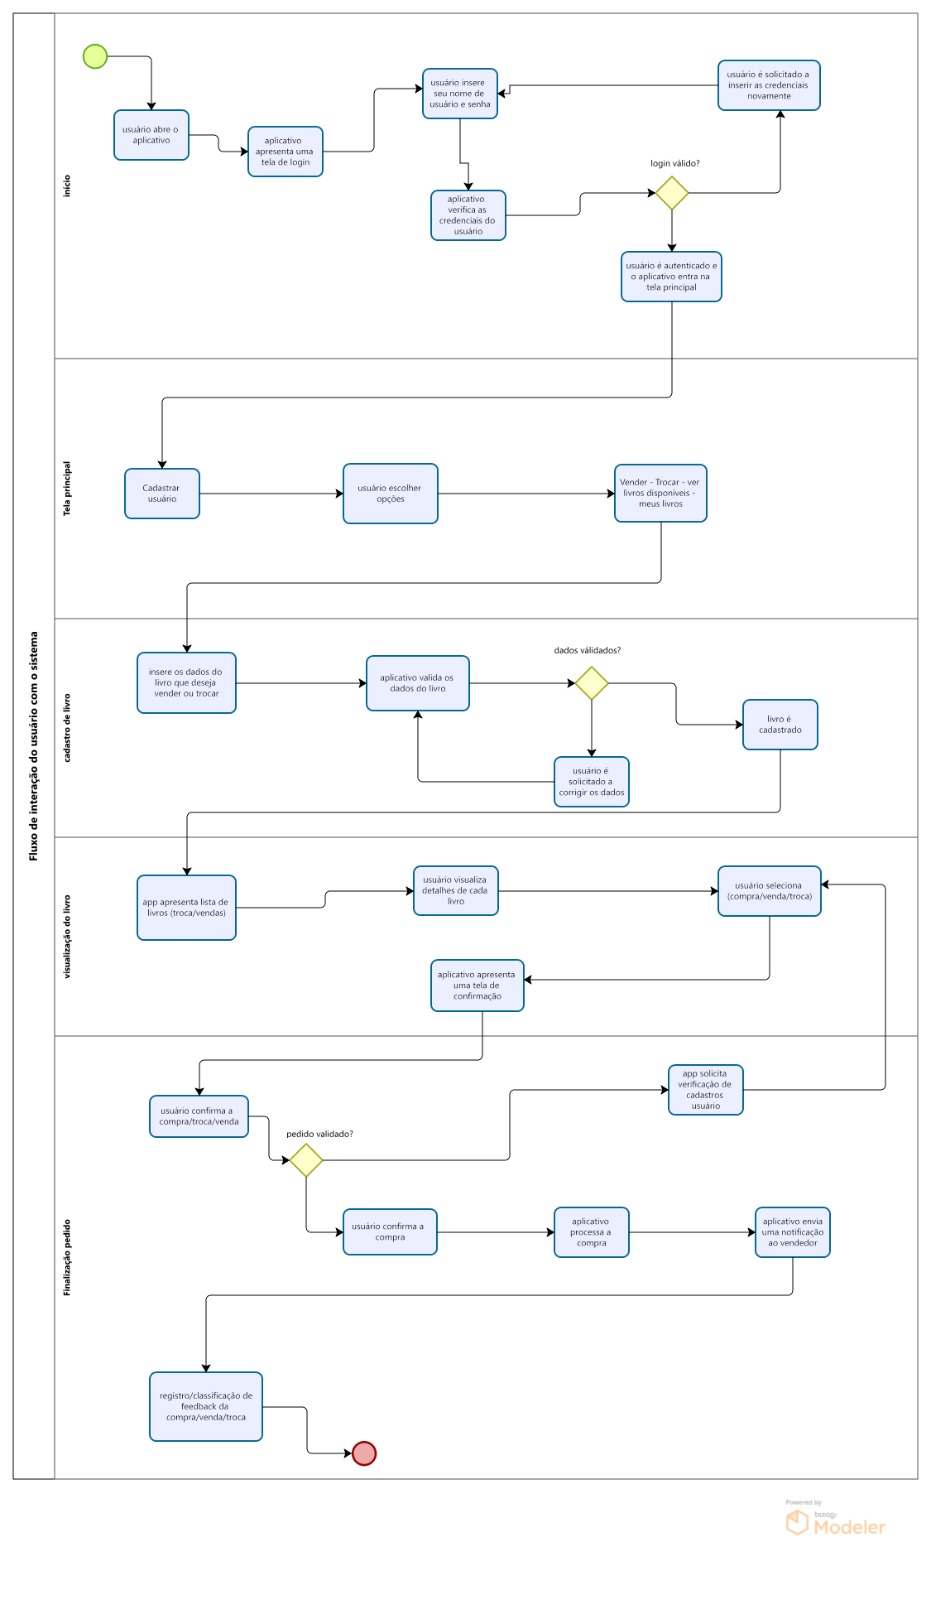 Fluxo de interação do usuário com o sistema
início
usuário abre o
aplicativo
aplicativo
apresenta uma
tela de login
usuário insere
seu nome de
usuário e senha
usuário é solicitado a
inserir as credenciais
novamente
aplicativo
verifica as
credenciais do
usuário
login válido?
usuário é autenticado e
o aplicativo entra na
tela principal
Tela principal
Cadastrar
usuário
usuário escolher
opções
Vender - Trocar - ver
livros disponíveis -
meus livros
cadastro de livro
insere os dados do
livro que deseja
vender ou trocar
aplicativo valida os
dados do livro
dados válidados?
livro é
cadastrado
usuário é
solicitado a
corrigir os dados
visualização do livro
app apresenta lista de
livros (troca/vendas)
usuário visualiza
detalhes de cada
livro
usuário seleciona
(compra/venda/troca)
aplicativo apresenta
uma tela de
confirmação
Finalização pedido
usuário confirma a
compra/troca/venda
pedido validado?
app solicita
verificação de
cadastros
usuário
usuário confirma a
compra
aplicativo
processa a
compra
aplicativo envia
uma notificação
ao vendedor
registro/classificação de
feedback da
compra/venda/troca
Powered by
bizagi
Modeler